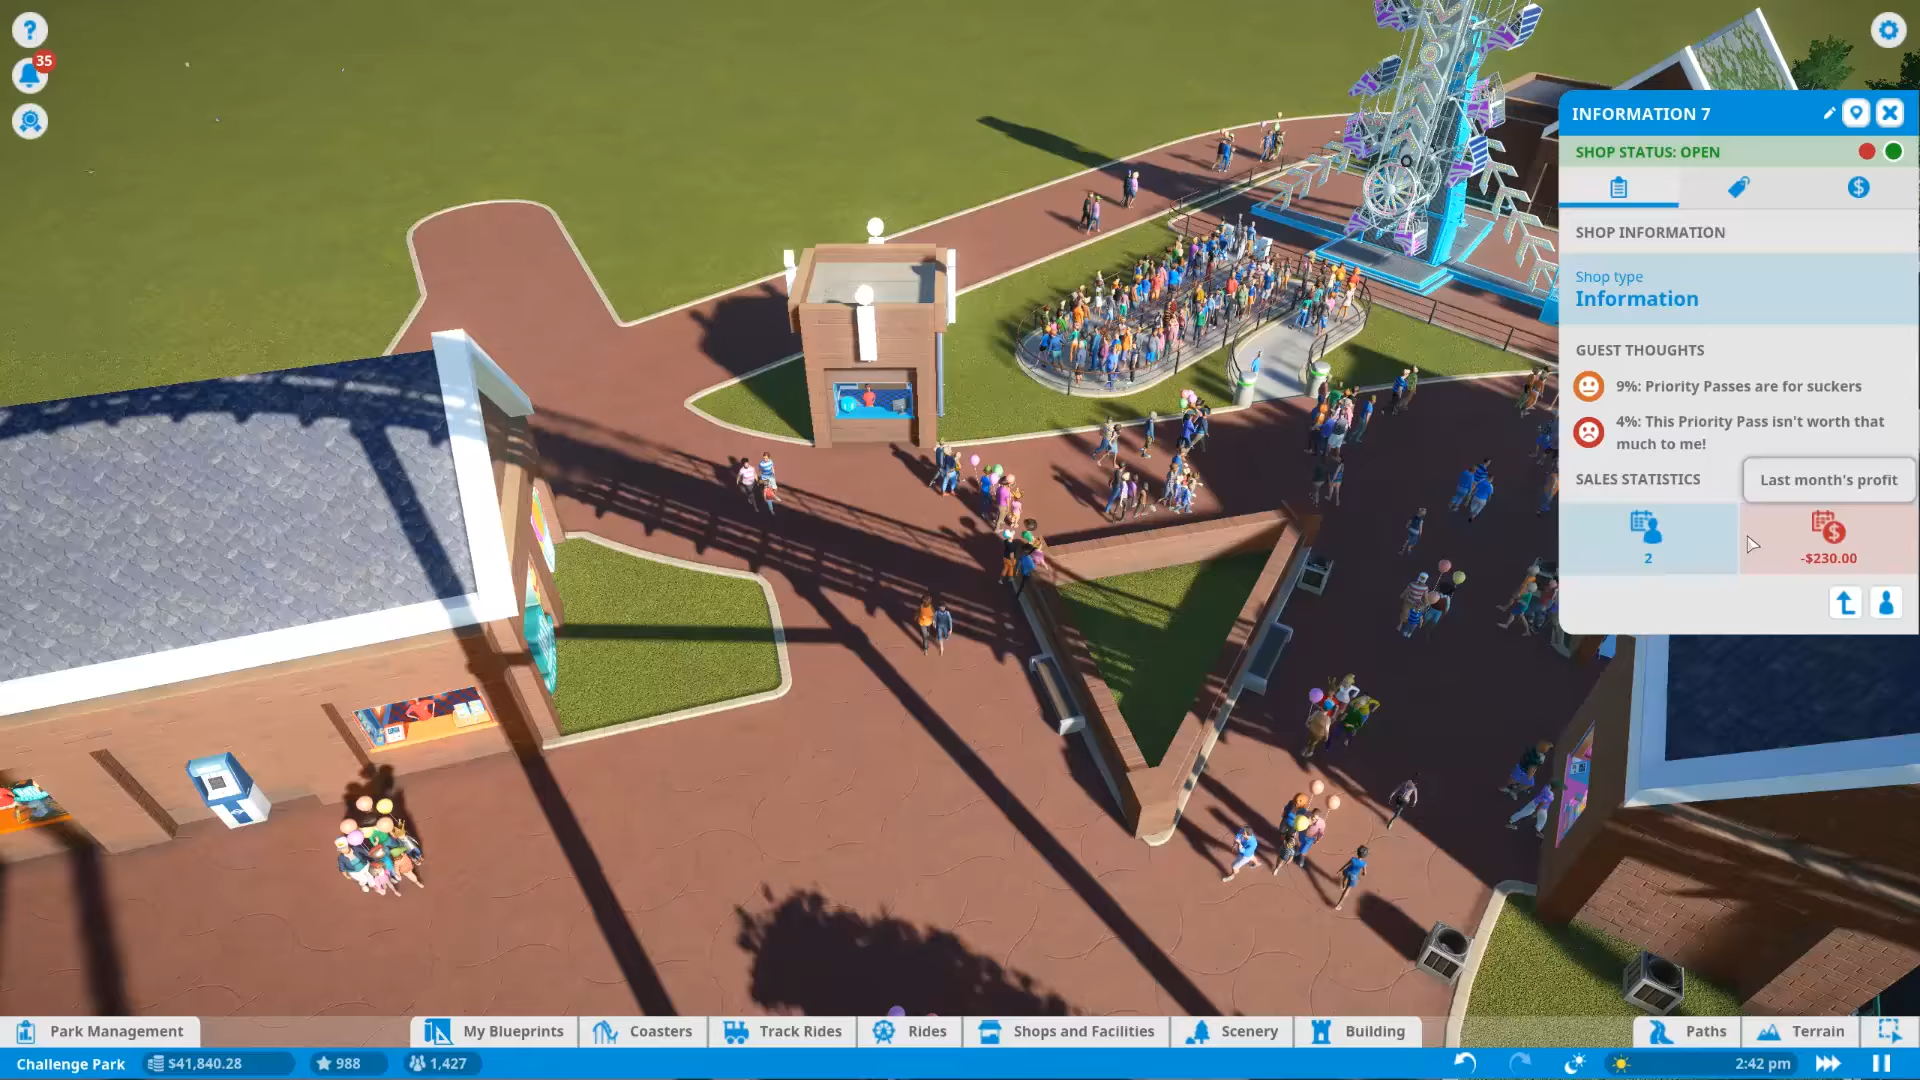 ?
35
INFORMATION 7
SHOP STATUS: OPEN
SHOP INFORMATION
Shop type
Information
GUEST THOUGHTS
9%: Priority Passes are for suckers
4%: This Priority Pass isn't worth that
much to me!
SALES STATISTICS
Last month's profit
2
-$230.00
Park Management
My Blueprints
Coasters
Track Rides
Rides
Shops and Facilities
Scenery
Building
Paths
Terrain
Challenge Park
$41,840.28
988
1,427
2:42 pm